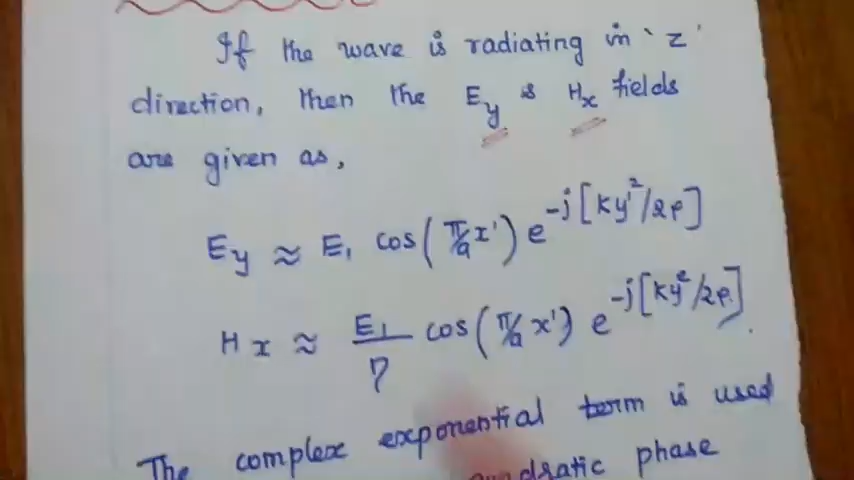 If the wave is radiating in 'z'
direction, then the Ey & Hx fields
are given as,
Ey ≈ E₁ cos(π/a x') e^-j[ky'²/2ρ]
Hx ≈ E₁/η cos(π/a x') e^-j[ky'²/2ρ].
The complex exponential term is used
quadratic phase